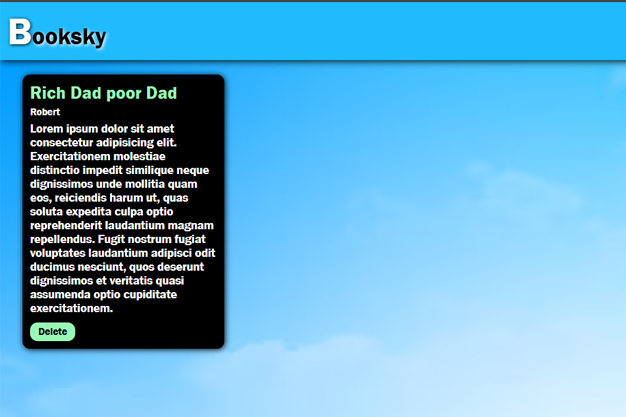 Booksky
Rich Dad poor Dad
Robert
Lorem ipsum dolor sit amet
consectetur adipisicing elit.
Exercitationem molestiae
distinctio impedit similique neque
dignissimos unde mollitia quam
eos, reiciendis harum ut, quas
soluta expedita culpa optio
reprehenderit laudantium magnam
repellendus. Fugit nostrum fugiat
voluptates laudantium adipisci odit
ducimus nesciunt, quos deserunt
dignissimos et veritatis quasi
assumenda optio cupiditate
exercitationem.
Delete